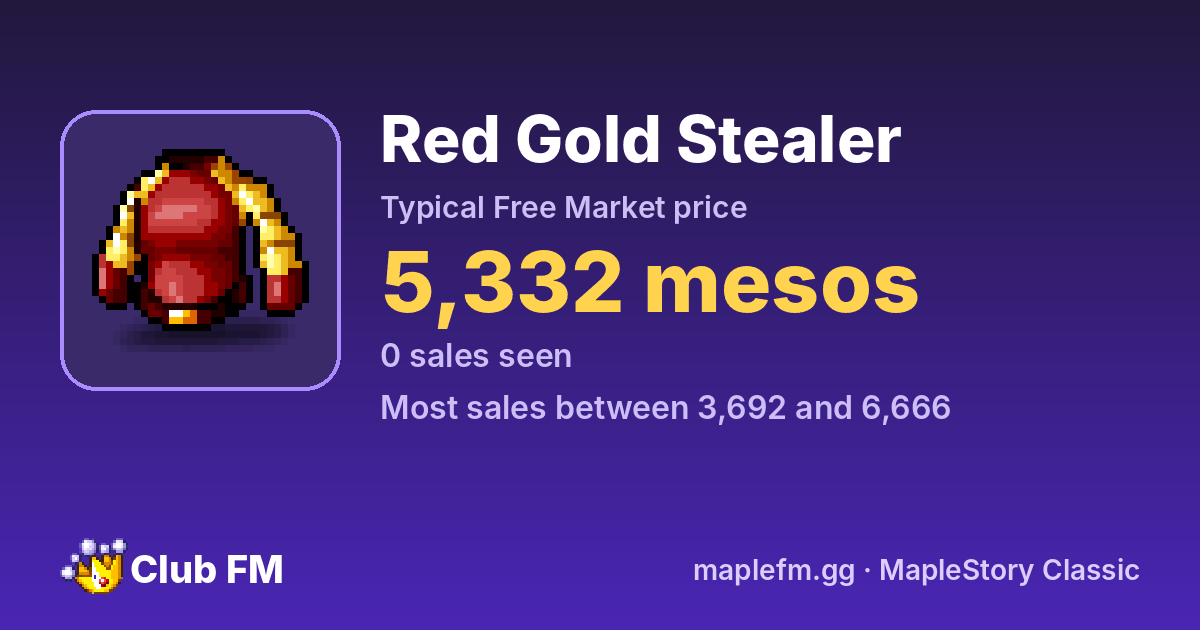 Red Gold Stealer
Typical Free Market price
5,332 mesos
0 sales seen
Most sales between 3,692 and 6,666
Club FM
maplefm.gg · MapleStory Classic